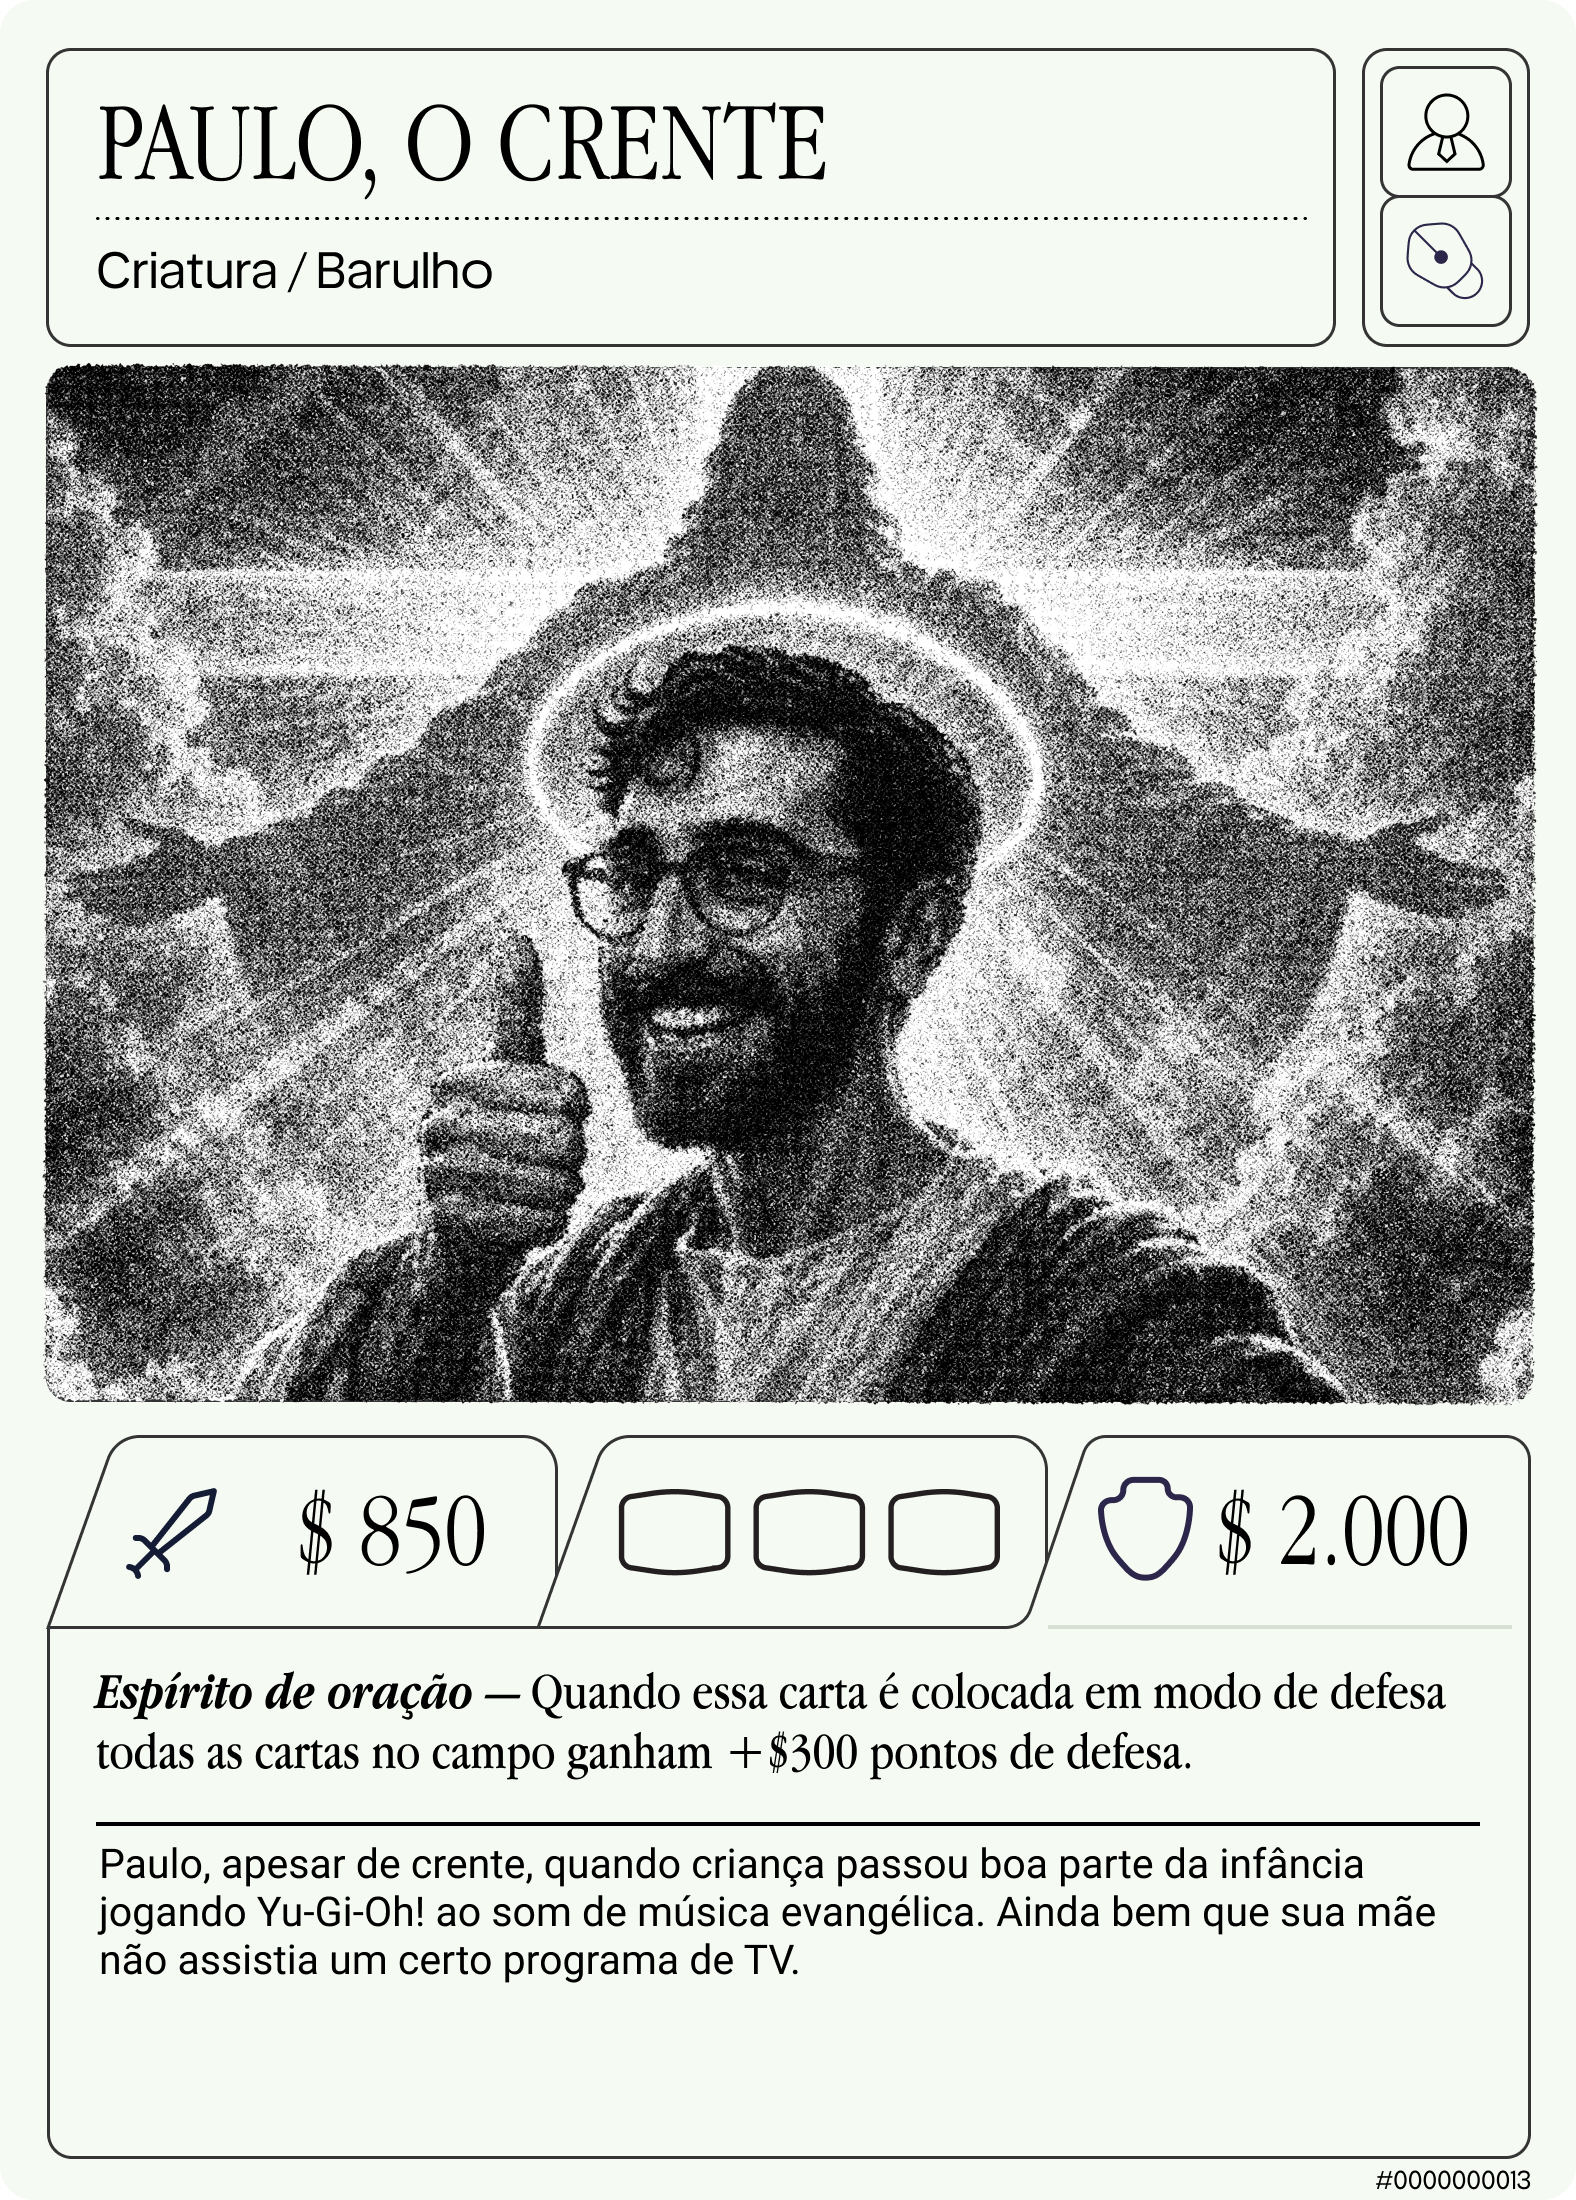 PAULO, O CRENTE
Criatura / Barulho
$ 850
$ 2.000
Espírito de oração — Quando essa carta é colocada em modo de defesa
todas as cartas no campo ganham +$300 pontos de defesa.
Paulo, apesar de crente, quando criança passou boa parte da infância
jogando Yu-Gi-Oh! ao som de música evangélica. Ainda bem que sua mãe
não assistia um certo programa de TV.
#0000000013